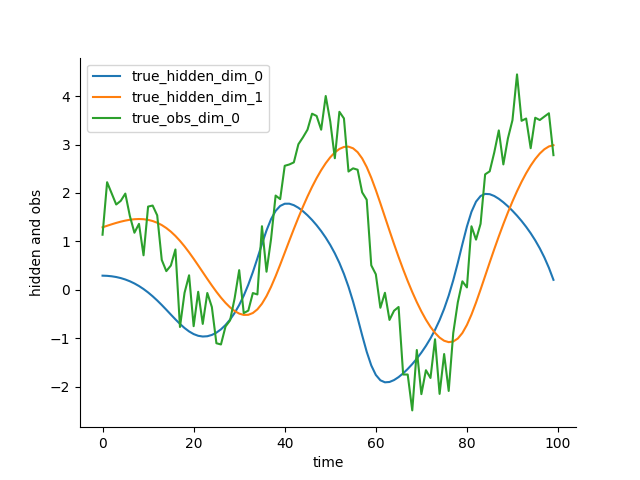 true_hidden_dim_0
true_hidden_dim_1
true_obs_dim_0
hidden and obs
4
3
2
1
0
−1
−2
0 20 40 60 80 100
time